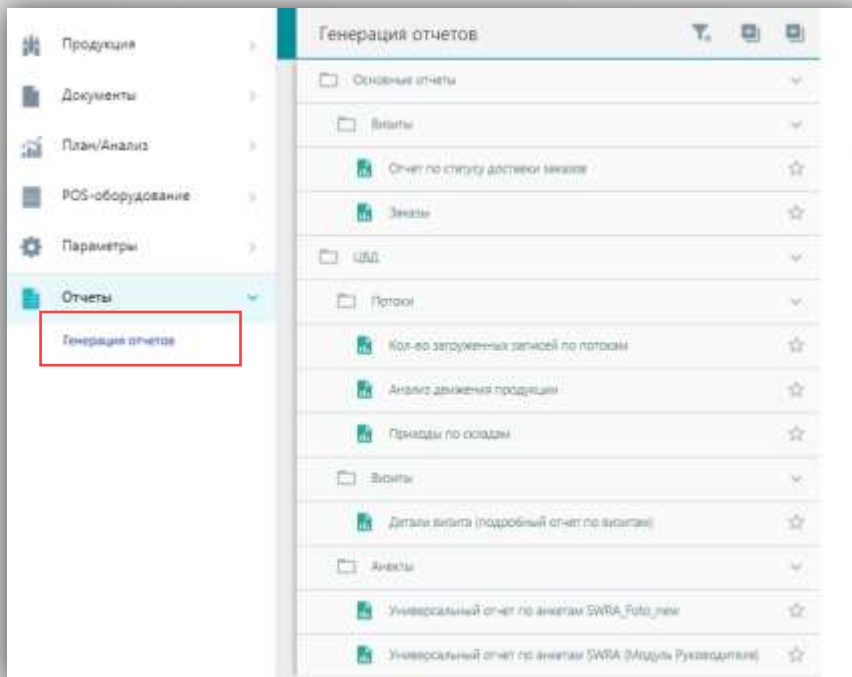 Продукция
Документы
План/Анализ
POS-оборудование
Параметры
Отчеты
Генерация отчетов
Генерация отчетов
Основные отчеты
Визиты
Отчет по статусу доставки заказов
Заказы
ЦБД
Потоки
Кол-во загруженных записей по потокам
Анализ движения продукции
Приходы по складам
Визиты
Детали визита (подробный отчет по визитам)
Анкеты
Универсальный отчет по анкетам SWRA_Foto_new
Универсальный отчет по анкетам SWRA (Модуль Руководителя)